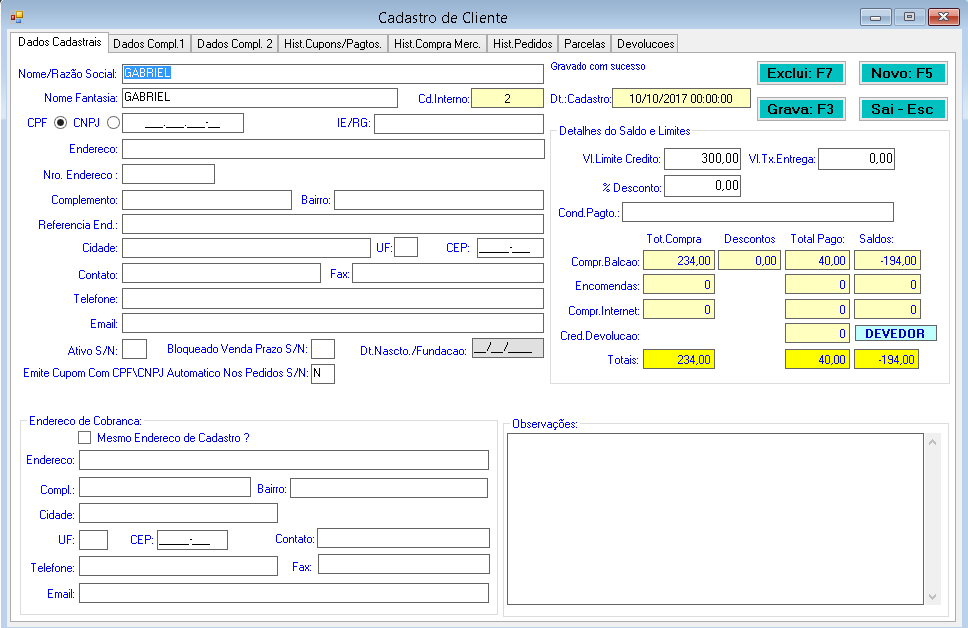 Cadastro de Cliente
Dados Cadastrais Dados Compl.1 Dados Compl. 2 Hist.Cupons/Pagtos. Hist.Compra Merc. Hist.Pedidos Parcelas Devolucoes
Nome/Razão Social: GABRIEL
Nome Fantasia: GABRIEL Cd.Interno: 2
CPF CNPJ ___.___.___-__ IE/RG:
Endereco:
Nro. Endereco :
Complemento: Bairro:
Referencia End.:
Cidade: UF: CEP: _____-___
Contato: Fax:
Telefone:
Email:
Ativo S/N: Bloqueado Venda Prazo S/N: Dt.Nascto./Fundacao: __/__/____
Emite Cupom Com CPF\CNPJ Automatico Nos Pedidos S/N: N
Gravado com sucesso
Exclui: F7 Novo: F5
Dt.:Cadastro: 10/10/2017 00:00:00
Grava: F3 Sai - Esc
Detalhes do Saldo e Limites
Vl.Limite Credito: 300,00 Vl.Tx.Entrega: 0,00
% Desconto: 0,00
Cond.Pagto.:
Tot.Compra Descontos Total Pago: Saldos:
Compr.Balcao: 234,00 0,00 40,00 -194,00
Encomendas: 0 0 0
Compr.Internet: 0 0 0
Cred.Devolucao: 0 DEVEDOR
Totais: 234,00 40,00 -194,00
Endereco de Cobranca:
Mesmo Endereco de Cadastro ?
Endereco:
Compl.: Bairro:
Cidade:
UF: CEP: _____-___ Contato:
Telefone: Fax:
Email:
Observações: